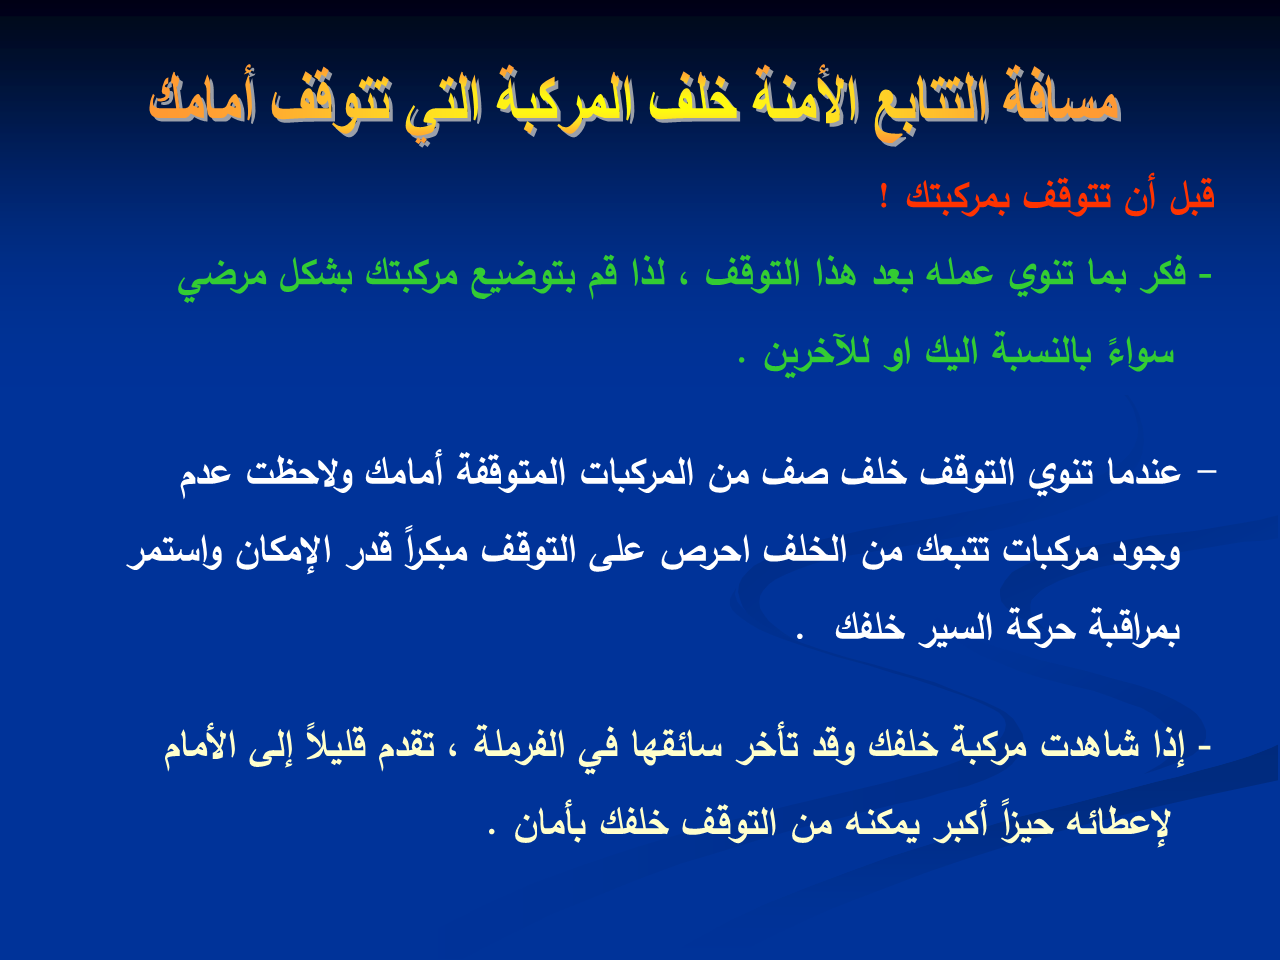 مسافة التتابع الأمنة خلف المركبة التي تتوقف أمامك
قبل أن تتوقف بمركبتك !
- فكر بما تنوي عمله بعد هذا التوقف ، لذا قم بتوضيع مركبتك بشكل مرضي
سواءً بالنسبة اليك او للآخرين .
– عندما تنوي التوقف خلف صف من المركبات المتوقفة أمامك ولاحظت عدم
وجود مركبات تتبعك من الخلف احرص على التوقف مبكراً قدر الإمكان واستمر
بمراقبة حركة السير خلفك .
- إذا شاهدت مركبة خلفك وقد تأخر سائقها في الفرملة ، تقدم قليلاً إلى الأمام
لإعطائه حيزاً أكبر يمكنه من التوقف خلفك بأمان .